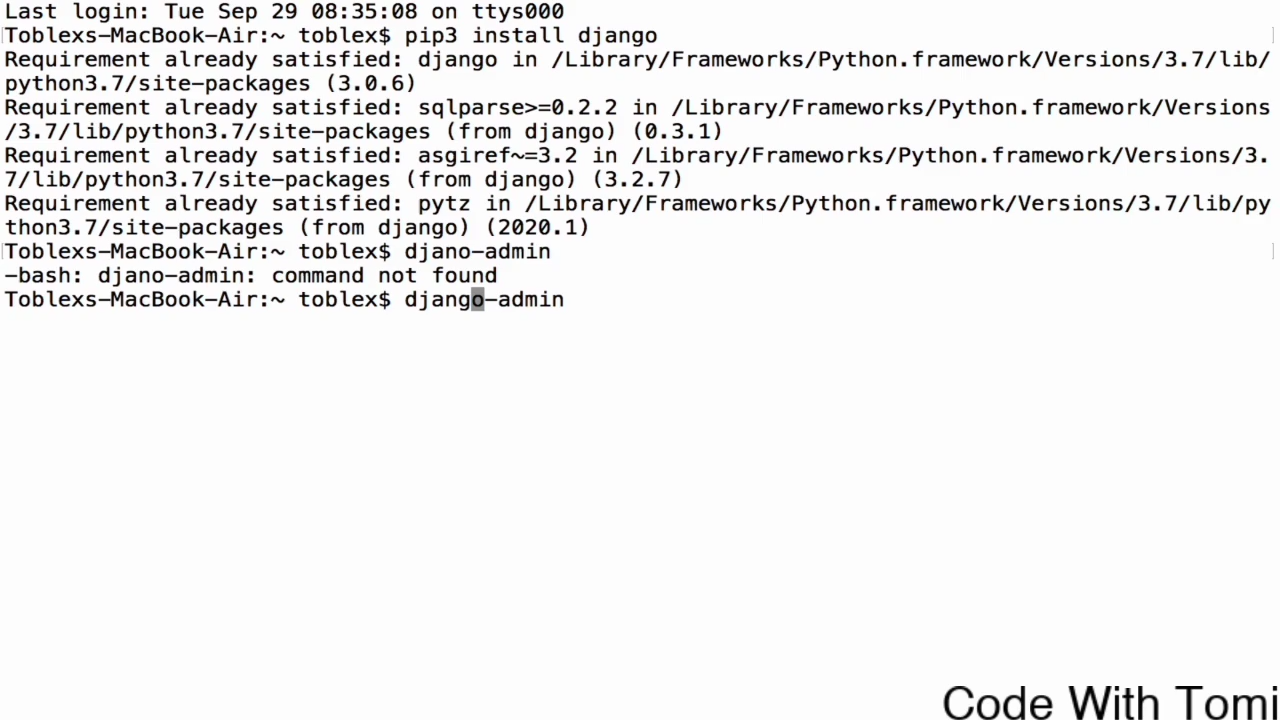 Last login: Tue Sep 29 08:35:08 on ttys000
Toblexs-MacBook-Air:~ toblex$ pip3 install django
Requirement already satisfied: django in /Library/Frameworks/Python.framework/Versions/3.7/lib/
python3.7/site-packages (3.0.6)
Requirement already satisfied: sqlparse>=0.2.2 in /Library/Frameworks/Python.framework/Versions
/3.7/lib/python3.7/site-packages (from django) (0.3.1)
Requirement already satisfied: asgiref~=3.2 in /Library/Frameworks/Python.framework/Versions/3.
7/lib/python3.7/site-packages (from django) (3.2.7)
Requirement already satisfied: pytz in /Library/Frameworks/Python.framework/Versions/3.7/lib/py
thon3.7/site-packages (from django) (2020.1)
Toblexs-MacBook-Air:~ toblex$ djano-admin
-bash: djano-admin: command not found
Toblexs-MacBook-Air:~ toblex$ django-admin
Code With Tomi